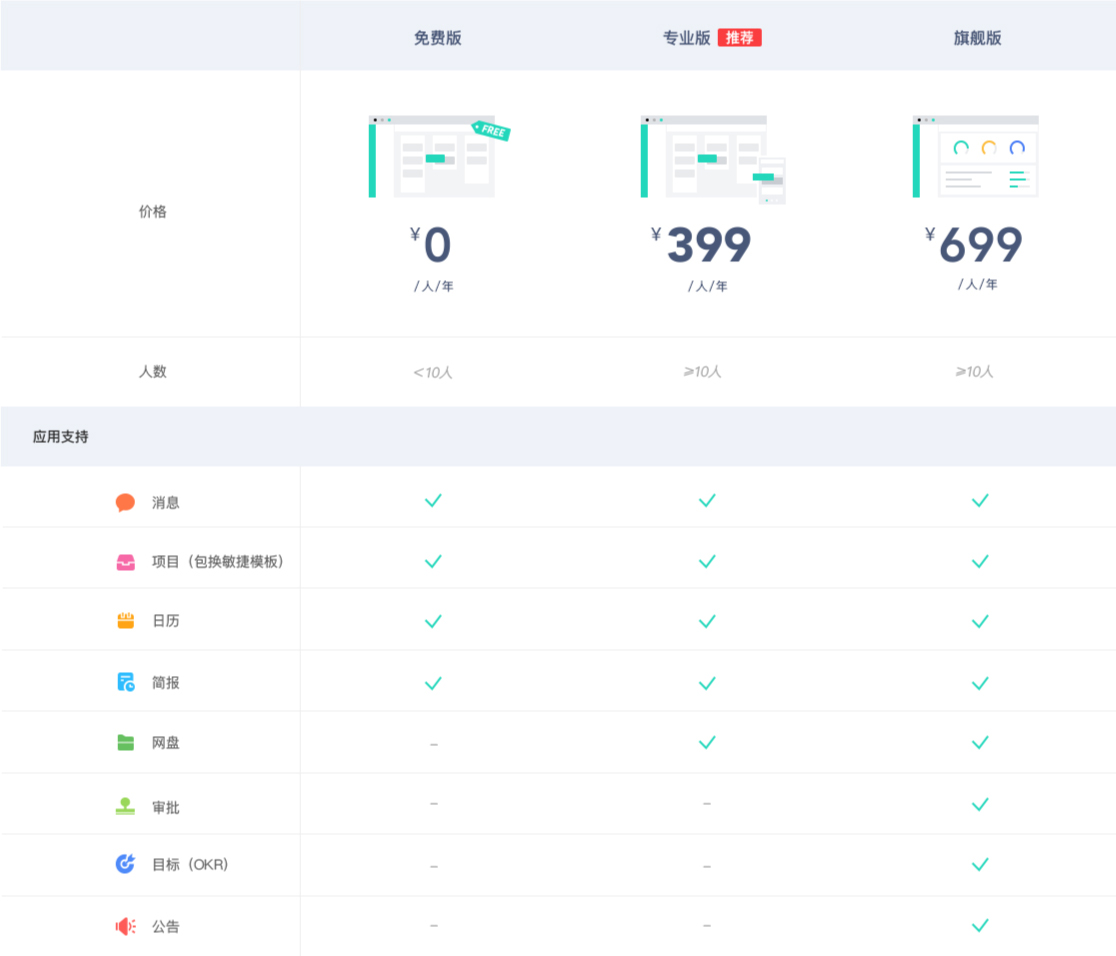 免费版
专业版 推荐
旗舰版
FREE
价格
¥0
¥399
¥699
/人/年
/人/年
/人/年
人数
<10人
≥10人
≥10人
应用支持
消息
项目（包换敏捷模板）
日历
简报
网盘
–
审批
–
–
目标（OKR）
–
–
公告
–
–